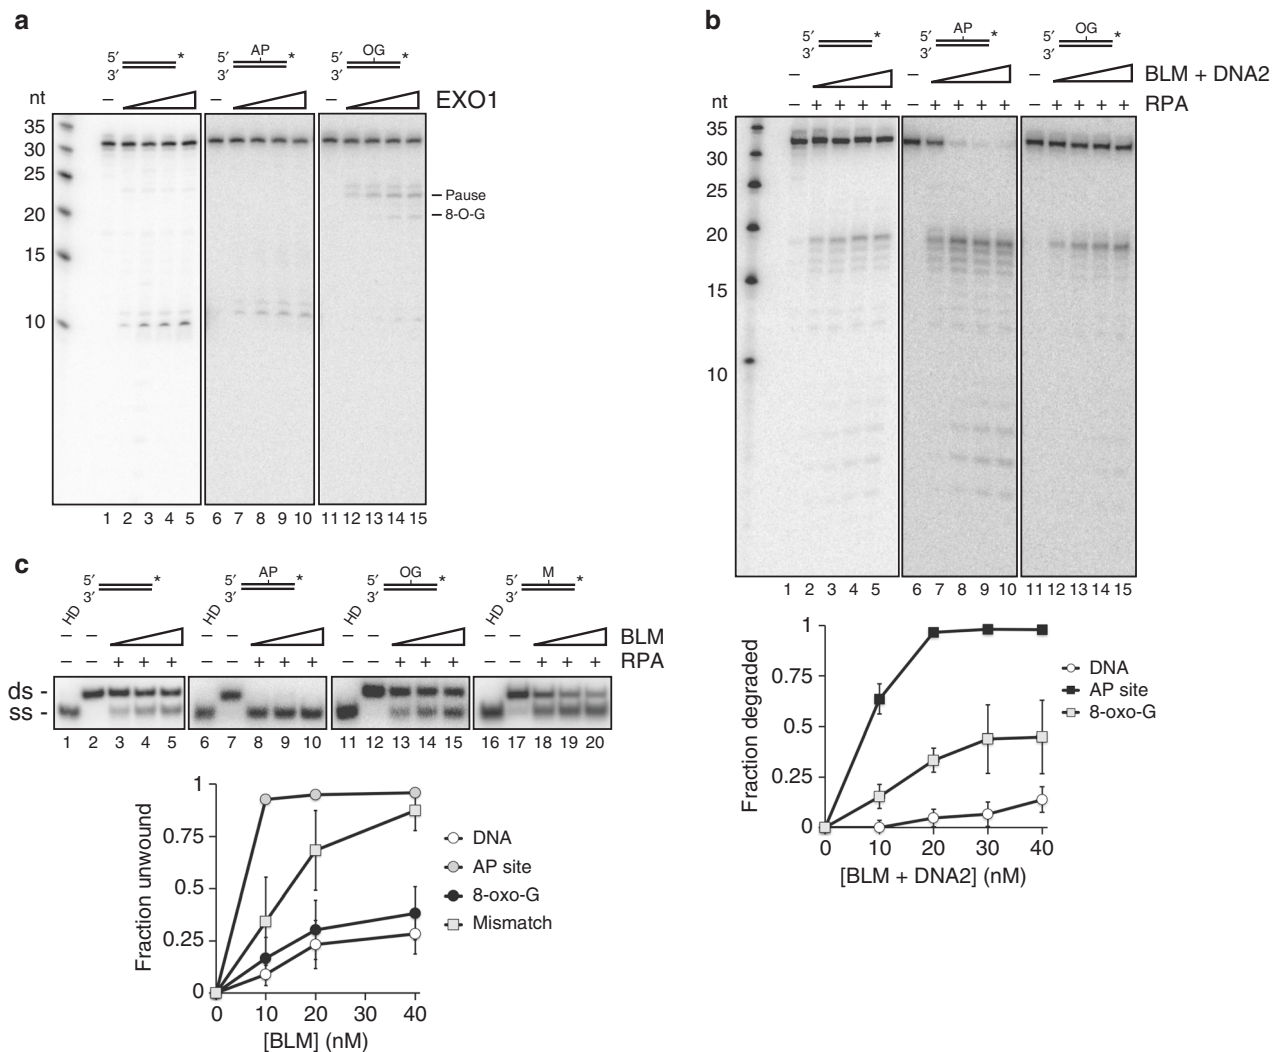 a
5′ * AP * OG *
3′
nt – – – EXO1
35
30
25
20
15
10
Pause
8-O-G
1 2 3 4 5 6 7 8 9 10 11 12 13 14 15
b
5′ * 5′ AP * 5′ OG *
3′ 3′ 3′
– – – BLM + DNA2
nt – + + + + – + + + + – + + + + RPA
35
30
25
20
15
10
1 2 3 4 5 6 7 8 9 10 11 12 13 14 15
1
0.75
0.5
0.25
0
0 10 20 30 40
Fraction degraded
[BLM + DNA2] (nM)
DNA
AP site
8-oxo-G
c
5′ * 5′ AP * 5′ OG * 5′ M *
3′ 3′ 3′ 3′
HD HD HD HD
– – – – – – – – BLM
– – + + + – – + + + – – + + + – – + + + RPA
ds -
ss -
1 2 3 4 5 6 7 8 9 10 11 12 13 14 15 16 17 18 19 20
1
0.75
0.5
0.25
0
0 10 20 30 40
Fraction unwound
[BLM] (nM)
DNA
AP site
8-oxo-G
Mismatch